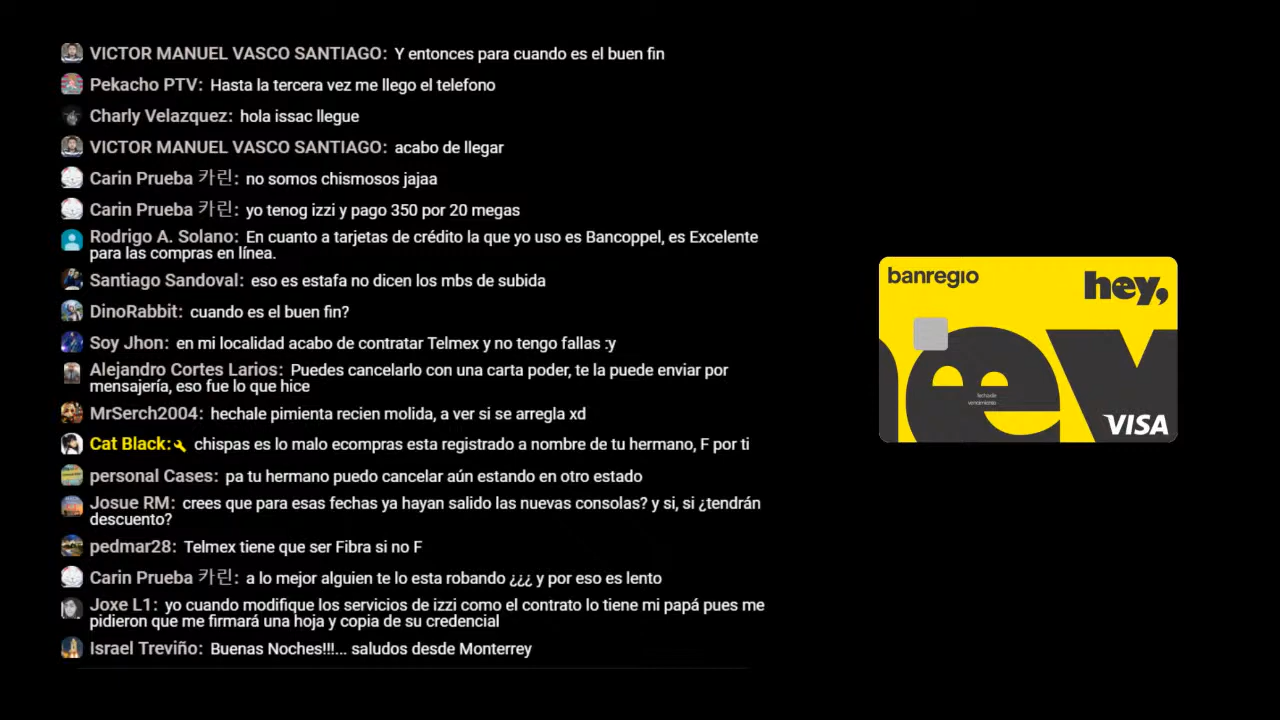 VICTOR MANUEL VASCO SANTIAGO: Y entonces para cuando es el buen fin
Pekacho PTV: Hasta la tercera vez me llego el telefono
Charly Velazquez: hola issac llegue
VICTOR MANUEL VASCO SANTIAGO: acabo de llegar
Carin Prueba 카린: no somos chismosos jajaa
Carin Prueba 카린: yo tenog izzi y pago 350 por 20 megas
Rodrigo A. Solano: En cuanto a tarjetas de crédito la que yo uso es Bancoppel, es Excelente
para las compras en línea.
Santiago Sandoval: eso es estafa no dicen los mbs de subida
DinoRabbit: cuando es el buen fin?
Soy Jhon: en mi localidad acabo de contratar Telmex y no tengo fallas :y
Alejandro Cortes Larios: Puedes cancelarlo con una carta poder, te la puede enviar por
mensajería, eso fue lo que hice
MrSerch2004: hechale pimienta recien molida, a ver si se arregla xd
Cat Black: chispas es lo malo ecompras esta registrado a nombre de tu hermano, F por ti
personal Cases: pa tu hermano puedo cancelar aún estando en otro estado
Josue RM: crees que para esas fechas ya hayan salido las nuevas consolas? y si, si ¿tendrán
descuento?
pedmar28: Telmex tiene que ser Fibra si no F
Carin Prueba 카린: a lo mejor alguien te lo esta robando ¿¿¿ y por eso es lento
Joxe L1: yo cuando modifique los servicios de izzi como el contrato lo tiene mi papá pues me
pidieron que me firmará una hoja y copia de su credencial
Israel Treviño: Buenas Noches!!!... saludos desde Monterrey
banregio
hey,
hey
fecha de
vencimiento
VISA